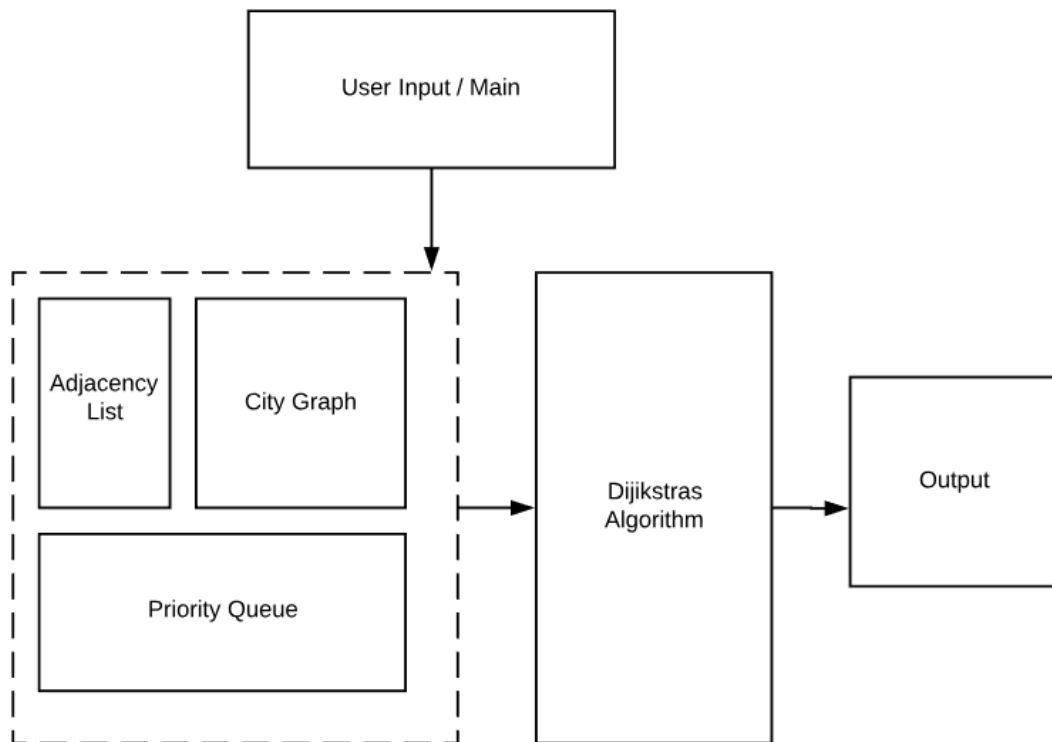 User Input / Main
Adjacency
List
City Graph
Priority Queue
Dijikstras
Algorithm
Output